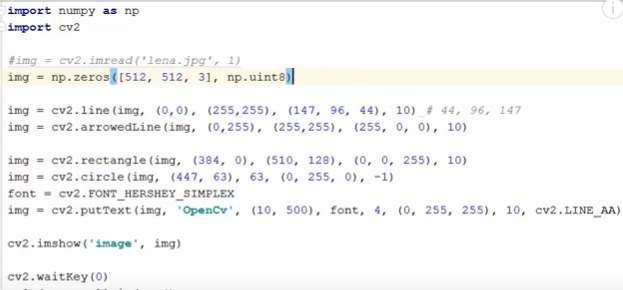 import numpy as np
import cv2
#img = cv2.imread('lena.jpg', 1)
img = np.zeros([512, 512, 3], np.uint8)
img = cv2.line(img, (0,0), (255,255), (147, 96, 44), 10) # 44, 96, 147
img = cv2.arrowedLine(img, (0,255), (255,255), (255, 0, 0), 10)
img = cv2.rectangle(img, (384, 0), (510, 128), (0, 0, 255), 10)
img = cv2.circle(img, (447, 63), 63, (0, 255, 0), -1)
font = cv2.FONT_HERSHEY_SIMPLEX
img = cv2.putText(img, 'OpenCv', (10, 500), font, 4, (0, 255, 255), 10, cv2.LINE_AA)
cv2.imshow('image', img)
cv2.waitKey(0)